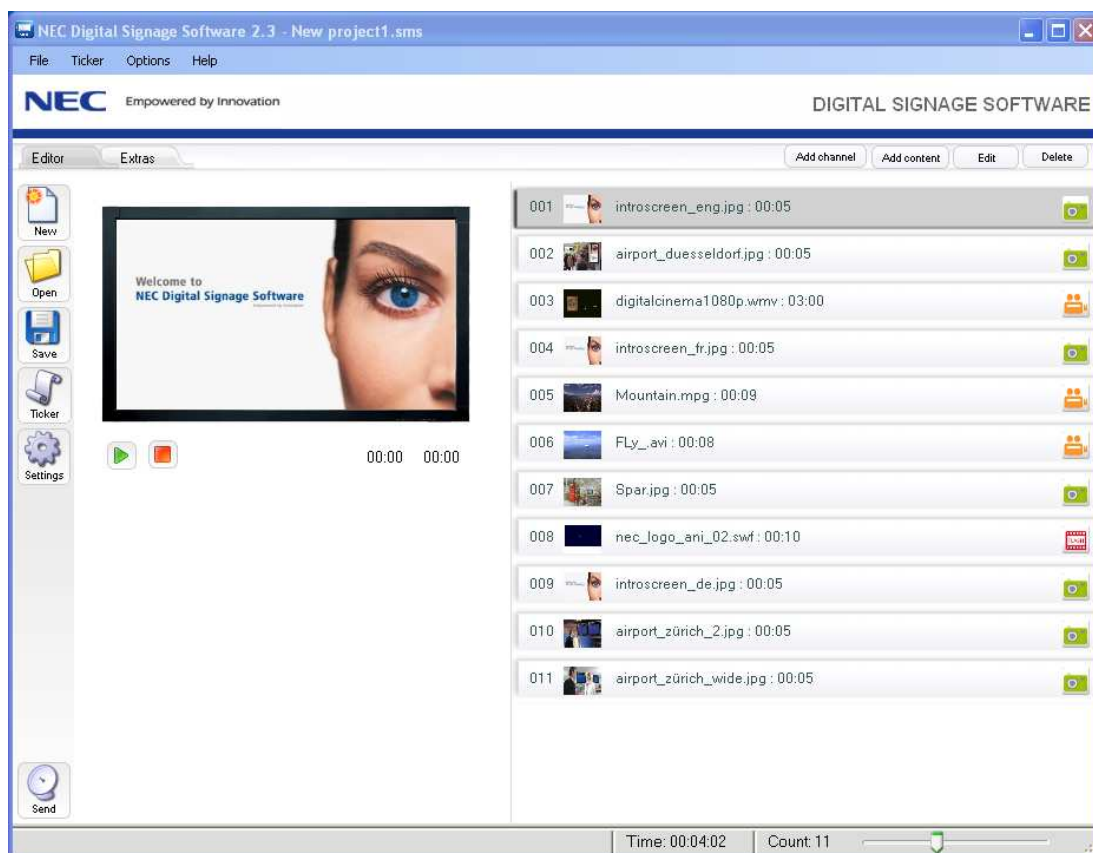 NEC Digital Signage Software 2.3 - New project1.sms
File Ticker Options Help
NEC Empowered by Innovation
DIGITAL SIGNAGE SOFTWARE
Editor Extras
Add channel Add content Edit Delete
New
Open
Save
Ticker
Settings
Send
Welcome to
NEC Digital Signage Software
00:00 00:00
001 introscreen_eng.jpg : 00:05
002 airport_duesseldorf.jpg : 00:05
003 digitalcinema1080p.wmv : 03:00
004 introscreen_fr.jpg : 00:05
005 Mountain.mpg : 00:09
006 FLy_.avi : 00:08
007 Spar.jpg : 00:05
008 nec_logo_ani_02.swf : 00:10
009 introscreen_de.jpg : 00:05
010 airport_zürich_2.jpg : 00:05
011 airport_zürich_wide.jpg : 00:05
Time: 00:04:02 Count: 11